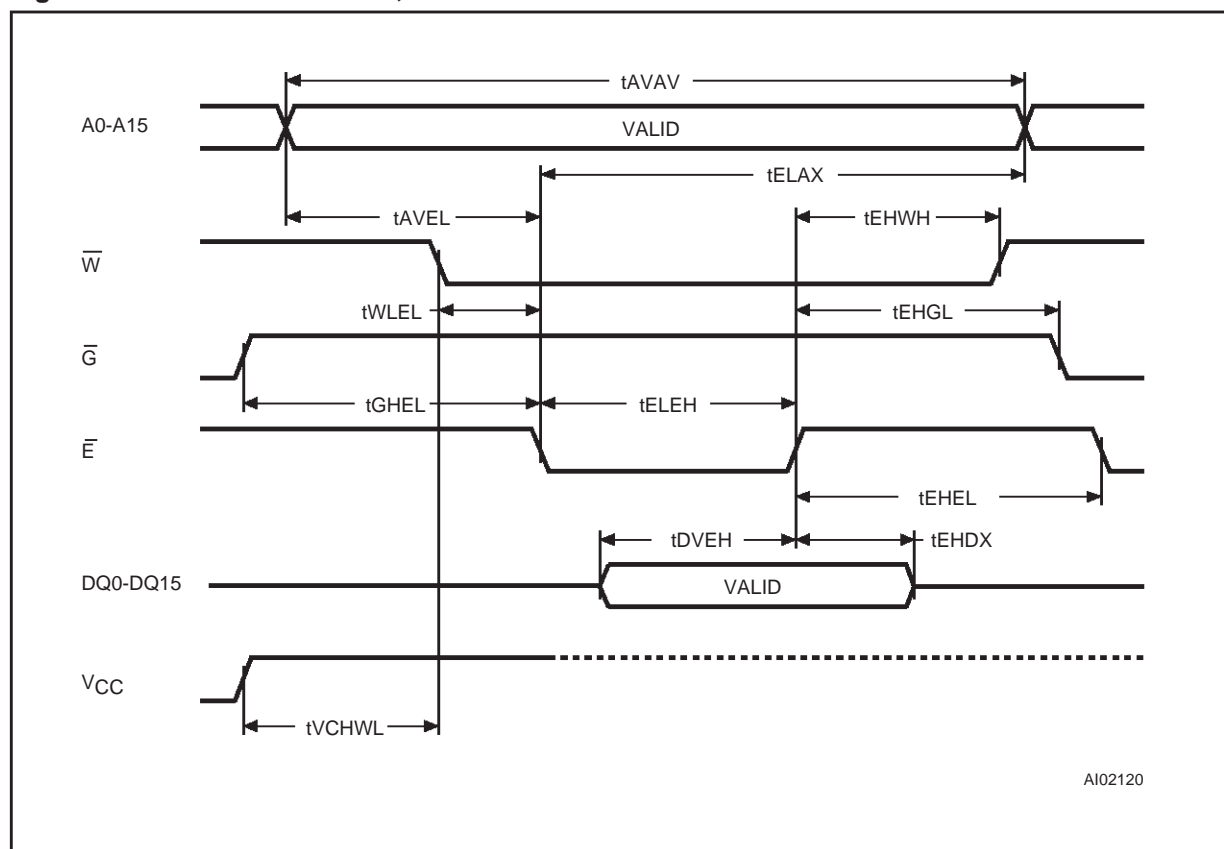 tAVAV
A0-A15
VALID
tELAX
tAVEL
tEHWH
W̅
tWLEL
tEHGL
G̅
tGHEL
tELEH
E̅
tEHEL
tDVEH
tEHDX
DQ0-DQ15
VALID
VCC
tVCHWL
AI02120